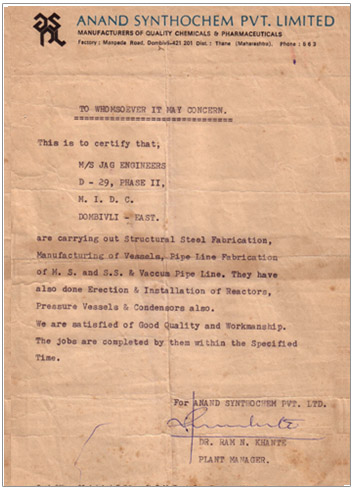 ANAND SYNTHOCHEM PVT. LIMITED
MANUFACTURERS OF QUALITY CHEMICALS & PHARMACEUTICALS
Factory : Manpada Road, Dombivli-421 201 Dist. : Thana (Maharashtra). Phone : 963
TO WHOMSOEVER IT MAY CONCERN.
This is to certify that;
M/S JAG ENGINEERS
D - 29, PHASE II,
M. I. D. C.
DOMBIVLI - EAST.
are carrying out Structural Steel Fabrication,
Manufacturing of Vessels, Pipe Line Fabrication
of M. S. and S.S. & Vaccum Pipe Line. They have
also done Erection & Installation of Reactors,
Pressure Vessels & Condensors also.
We are satisfied of Good Quality and Workmanship.
The jobs are completed by them within the Specified
Time.
For ANAND SYNTHOCHEM PVT. LTD.
DR. RAM N. KHANTE
PLANT MANAGER.